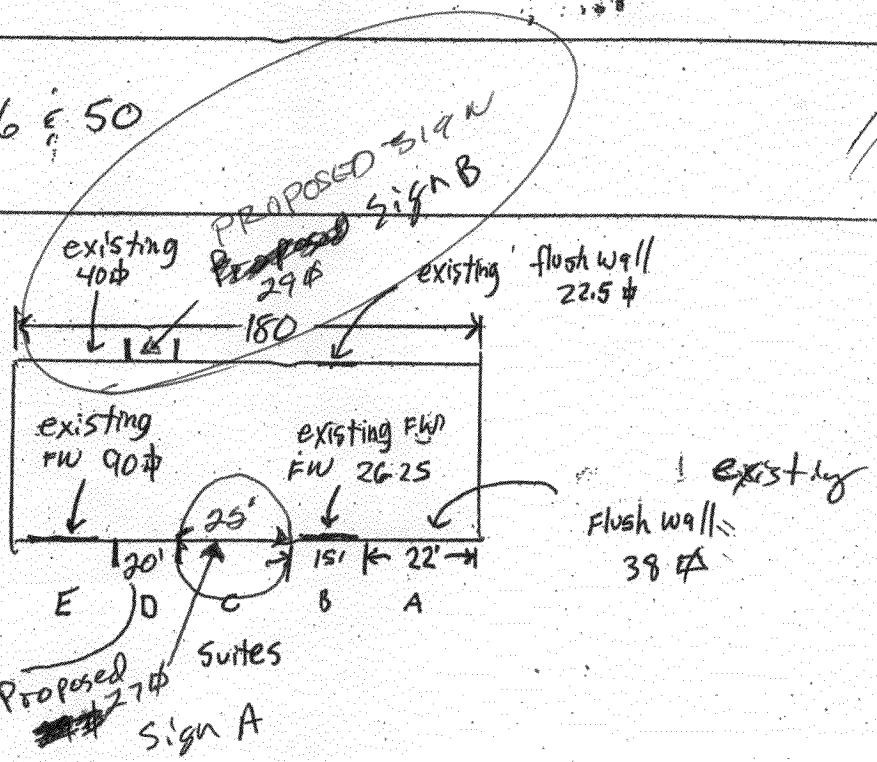 & 50
PROPOSED SIGN
Sign B
existing
40⌀
Proposed
29⌀
existing flush wall
22.5⌀
180
existing
FW 90⌀
existing FW
FW 26.25
existing
Flush wall
38⌀
25'
20'
15'
22'
E D C B A
Suites
Proposed
27⌀
Sign A